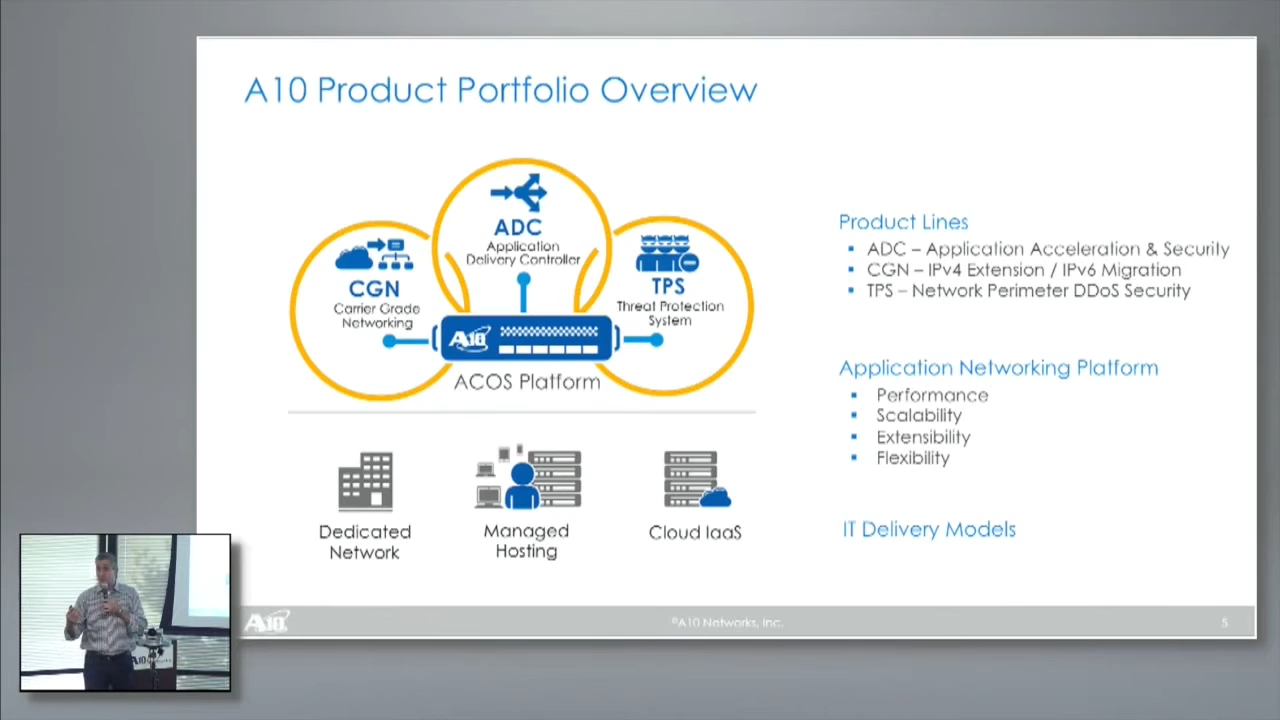 A10 Product Portfolio Overview
ADC
Application
Delivery Controller
CGN
Carrier Grade
Networking
TPS
Threat Protection
System
A10
ACOS Platform
Dedicated
Network
Managed
Hosting
Cloud IaaS
Product Lines
▪ ADC – Application Acceleration & Security
▪ CGN – IPv4 Extension / IPv6 Migration
▪ TPS – Network Perimeter DDoS Security
Application Networking Platform
▪ Performance
▪ Scalability
▪ Extensibility
▪ Flexibility
IT Delivery Models
A10
©A10 Networks, Inc.
5